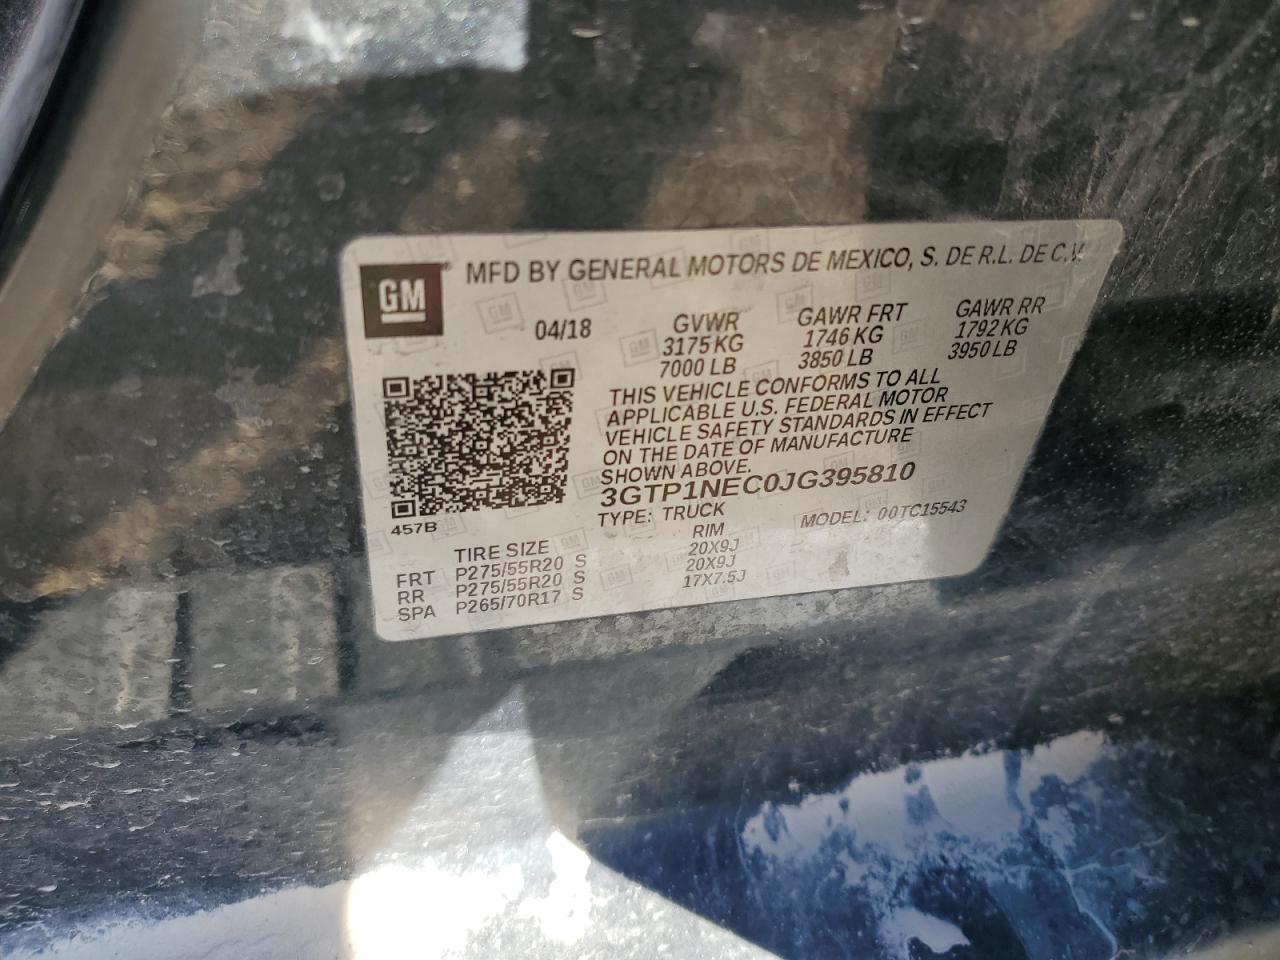 GM
MFD BY GENERAL MOTORS DE MEXICO, S. DE R.L. DE C.V.
04/18
GVWR GAWR FRT GAWR RR
3175 KG 1746 KG 1792 KG
7000 LB 3850 LB 3950 LB
THIS VEHICLE CONFORMS TO ALL
APPLICABLE U.S. FEDERAL MOTOR
VEHICLE SAFETY STANDARDS IN EFFECT
ON THE DATE OF MANUFACTURE
SHOWN ABOVE.
3GTP1NEC0JG395810
TYPE: TRUCK MODEL: 00TC15543
457B
TIRE SIZE RIM
FRT P275/55R20 S 20X9J
RR P275/55R20 S 20X9J
SPA P265/70R17 S 17X7.5J